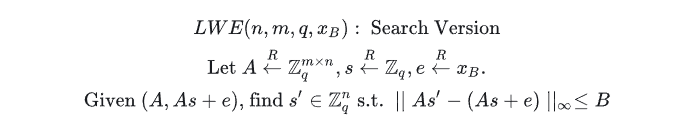 LWE(n, m, q, x_B) : Search Version
Let A ←^R ℤ_q^{m×n}, s ←^R ℤ_q, e ←^R x_B.
Given (A, As + e), find s′ ∈ ℤ_q^n s.t. || As′ − (As + e) ||_∞ ≤ B